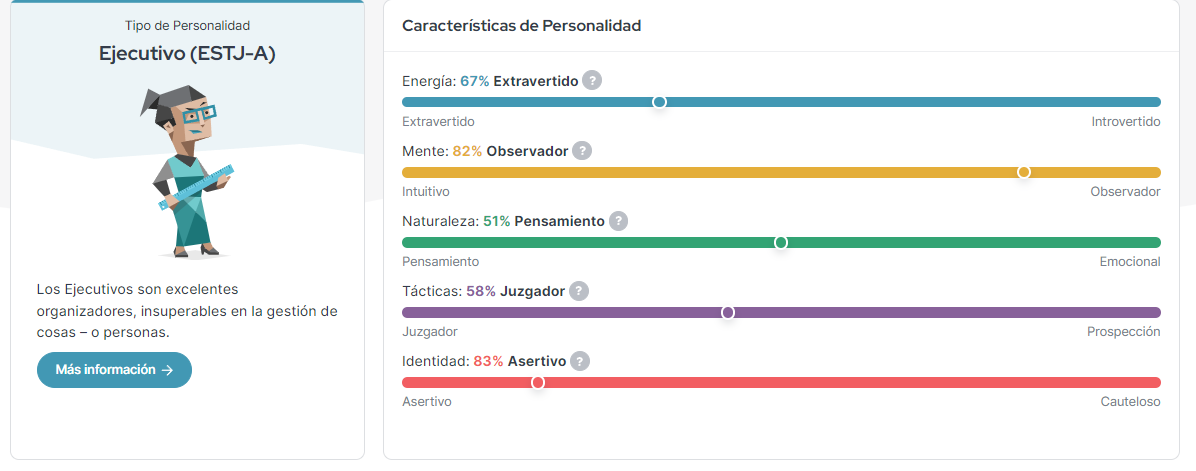 Tipo de Personalidad
Ejecutivo (ESTJ-A)
Los Ejecutivos son excelentes
organizadores, insuperables en la gestión de
cosas – o personas.
Más información →
Características de Personalidad
Energía: 67% Extravertido ?
Extravertido Introvertido
Mente: 82% Observador ?
Intuitivo Observador
Naturaleza: 51% Pensamiento ?
Pensamiento Emocional
Tácticas: 58% Juzgador ?
Juzgador Prospección
Identidad: 83% Asertivo ?
Asertivo Cauteloso